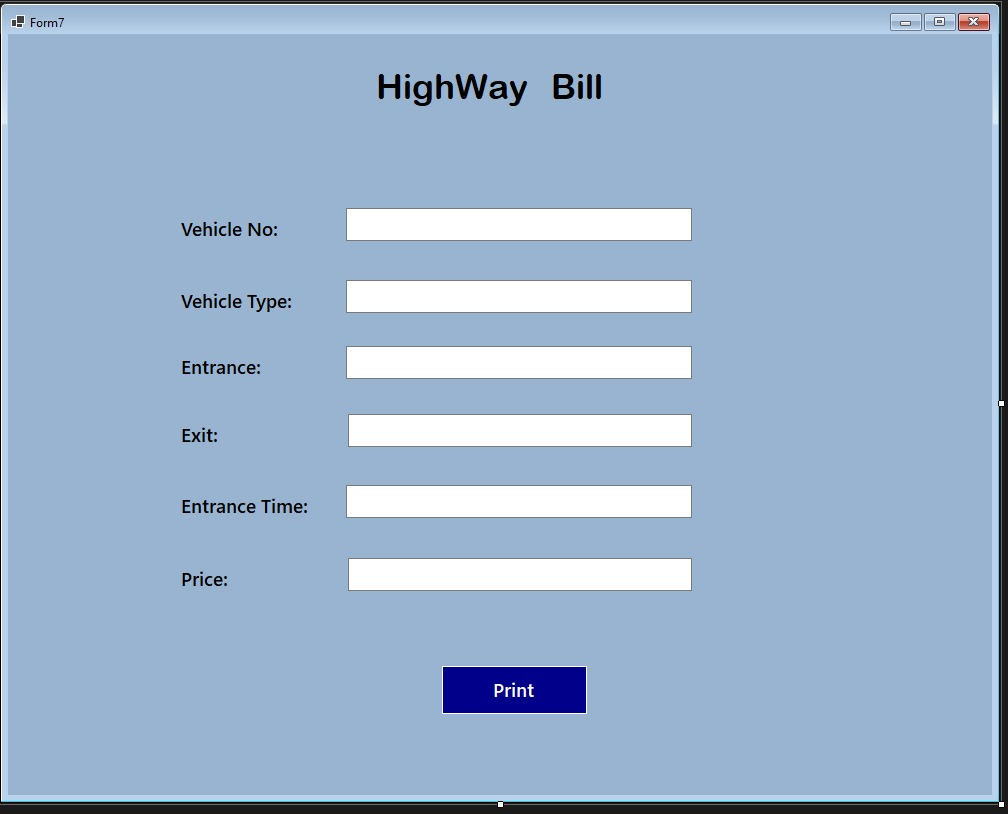 Form7
HighWay Bill
Vehicle No:
Vehicle Type:
Entrance:
Exit:
Entrance Time:
Price:
Print